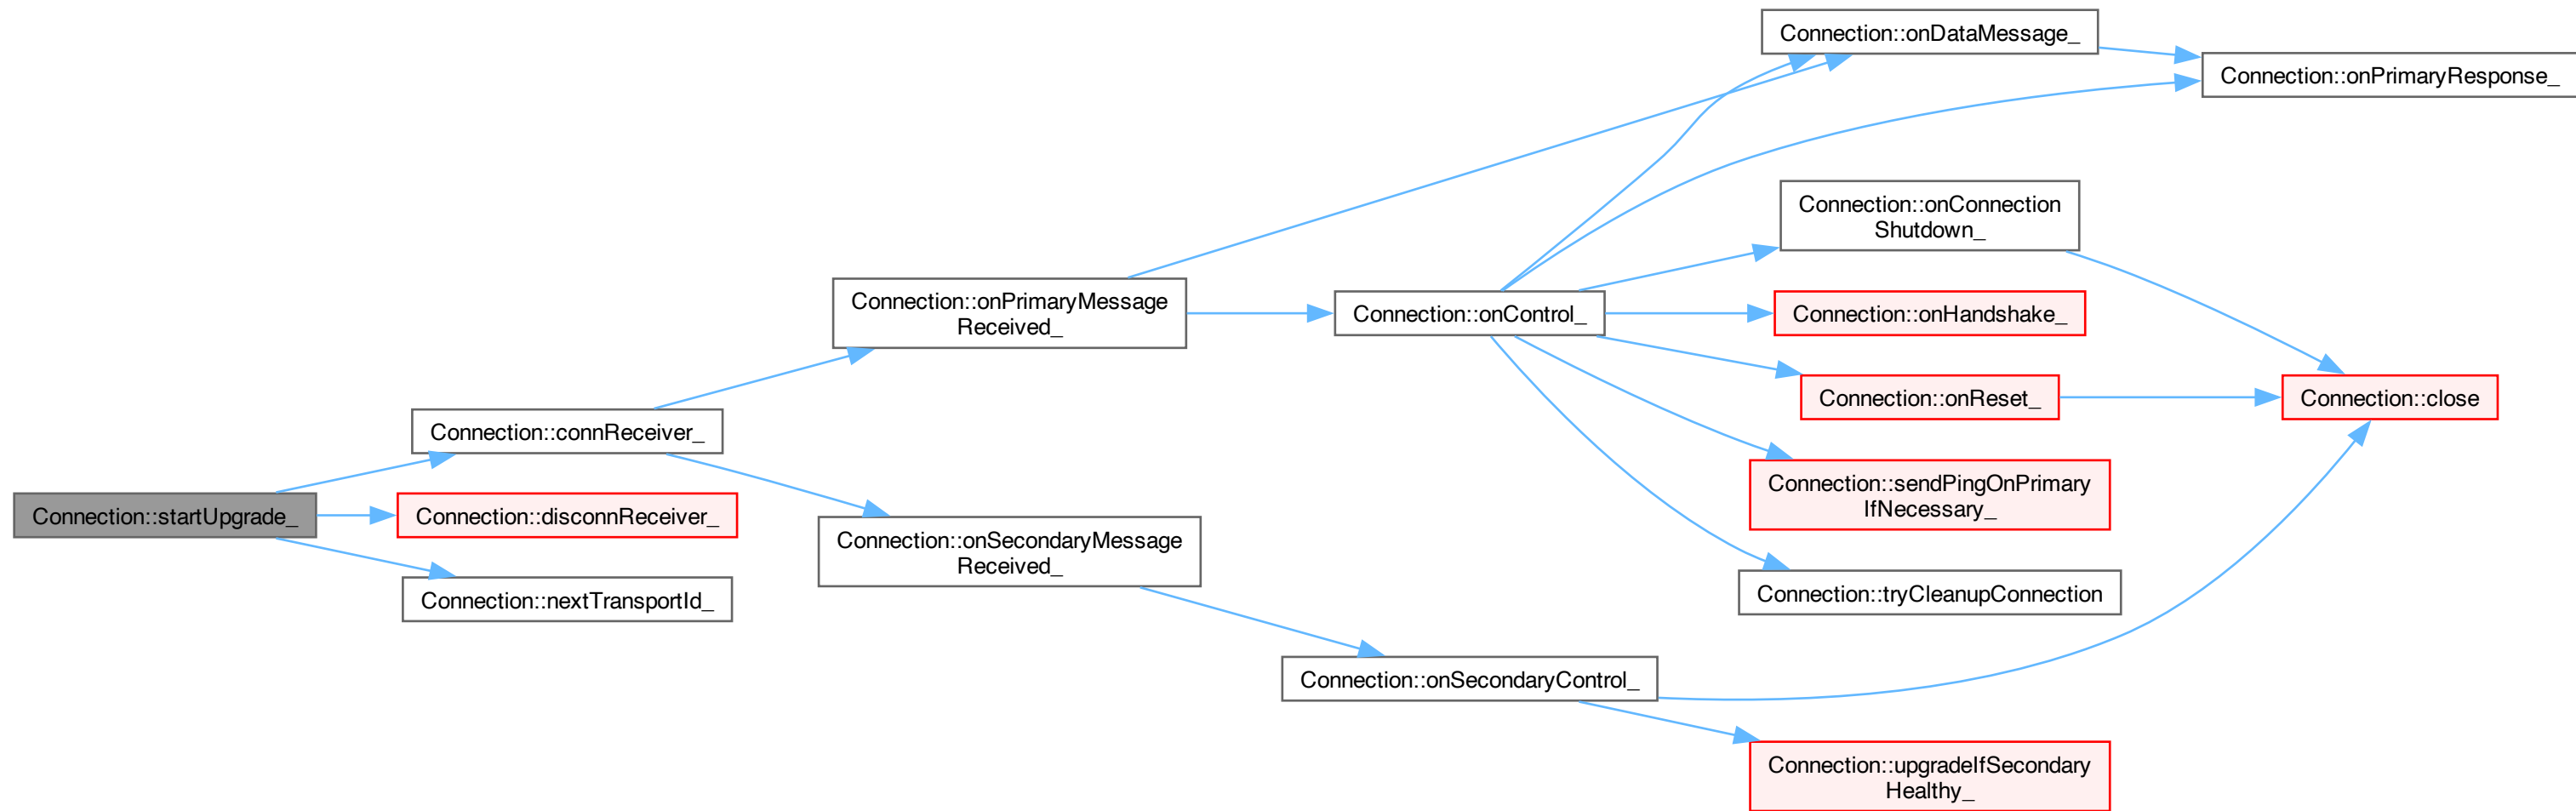 Connection::startUpgrade_
Connection::connReceiver_
Connection::disconnReceiver_
Connection::nextTransportId_
Connection::onPrimaryMessage
Received_
Connection::onSecondaryMessage
Received_
Connection::onControl_
Connection::onSecondaryControl_
Connection::onDataMessage_
Connection::onPrimaryResponse_
Connection::onConnection
Shutdown_
Connection::onHandshake_
Connection::onReset_
Connection::close
Connection::sendPingOnPrimary
IfNecessary_
Connection::tryCleanupConnection
Connection::upgradeIfSecondary
Healthy_